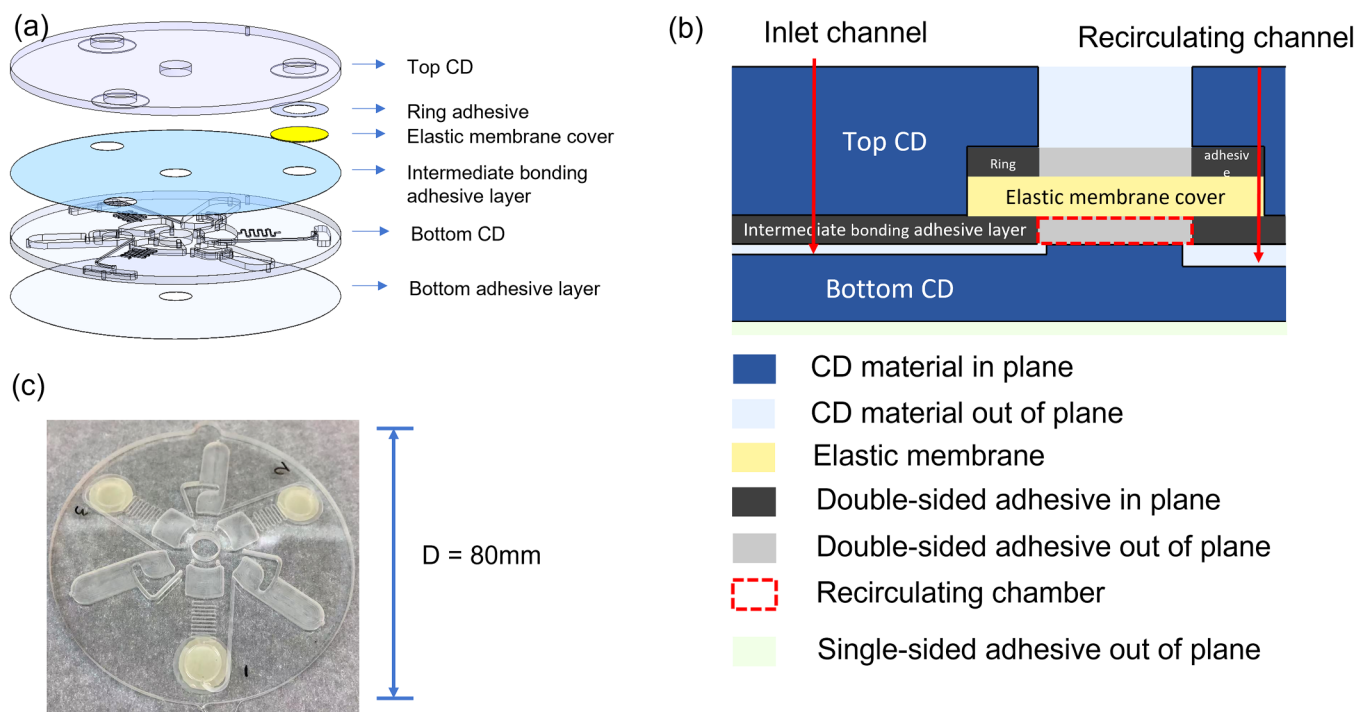 (a)
Top CD
Ring adhesive
Elastic membrane cover
Intermediate bonding
adhesive layer
Bottom CD
Bottom adhesive layer
(b)
Inlet channel
Recirculating channel
Top CD
Ring
adhesiv
e
Elastic membrane cover
Intermediate bonding adhesive layer
Bottom CD
CD material in plane
CD material out of plane
Elastic membrane
Double-sided adhesive in plane
Double-sided adhesive out of plane
Recirculating chamber
Single-sided adhesive out of plane
(c)
2
3
1
D = 80mm